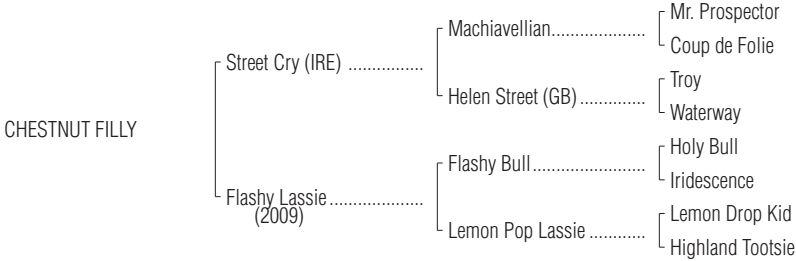 Mr. Prospector
Machiavellian....................
Coup de Folie
Street Cry (IRE) ................
Troy
Helen Street (GB)..............
Waterway
CHESTNUT FILLY
Holy Bull
Flashy Bull........................
Iridescence
Flashy Lassie....................
(2009)
Lemon Drop Kid
Lemon Pop Lassie ............
Highland Tootsie